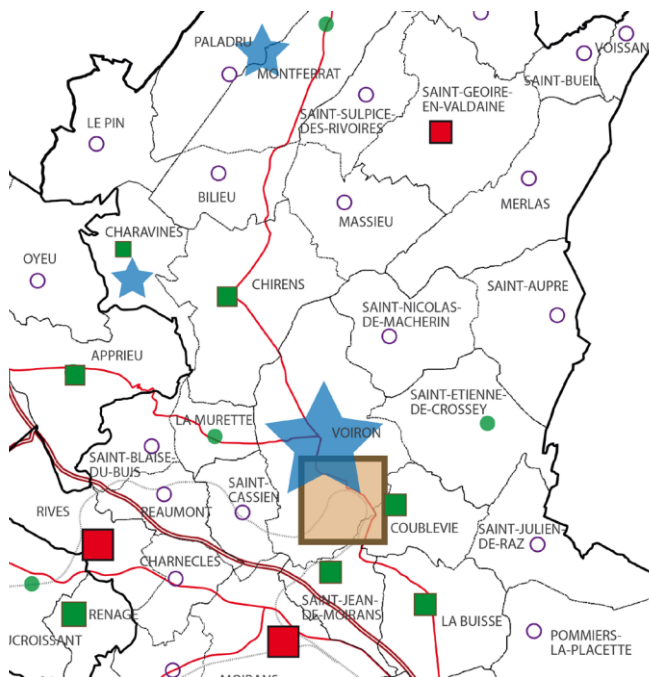 PALADRU
MONTFERRAT
VOISSAN
SAINT-BUEIL
SAINT-GEOIRE-
EN-VALDAINE
SAINT-SULPICE-
DES-RIVOIRES
LE PIN
BILIEU
MASSIEU
MERLAS
CHARAVINES
OYEU
CHIRENS
SAINT-AUPRE
SAINT-NICOLAS-
DE-MACHERIN
APPRIEU
SAINT-ETIENNE-
DE-CROSSEY
LA MURETTE
VOIRON
SAINT-BLAISE-
DU-BUIS
SAINT-
CASSIEN
RIVES
REAUMONT
COUBLEVIE
SAINT-JULIEN-
DE-RAZ
CHARNECLES
SAINT-JEAN-
DE-MOIRANS
RENAGE
LA BUISSE
UCROISSANT
POMMIERS-
LA-PLACETTE
MOIRANS